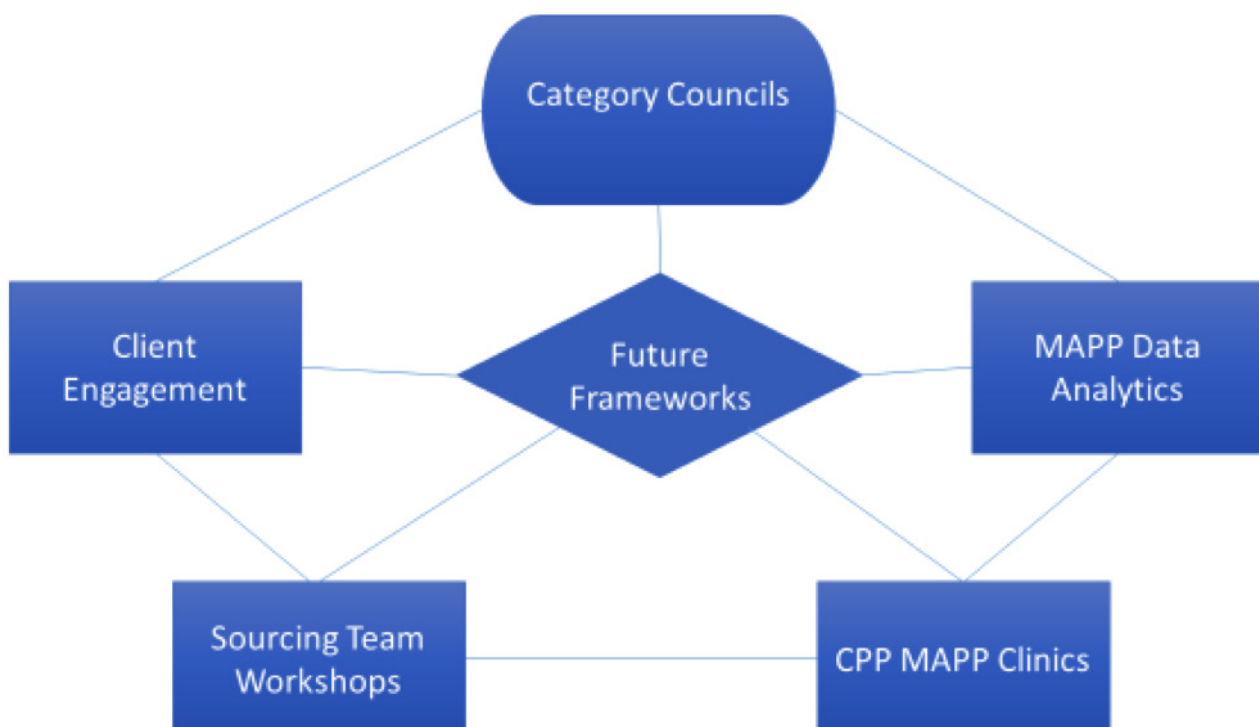 Category Councils
Client
Engagement
Future
Frameworks
MAPP Data
Analytics
Sourcing Team
Workshops
CPP MAPP Clinics